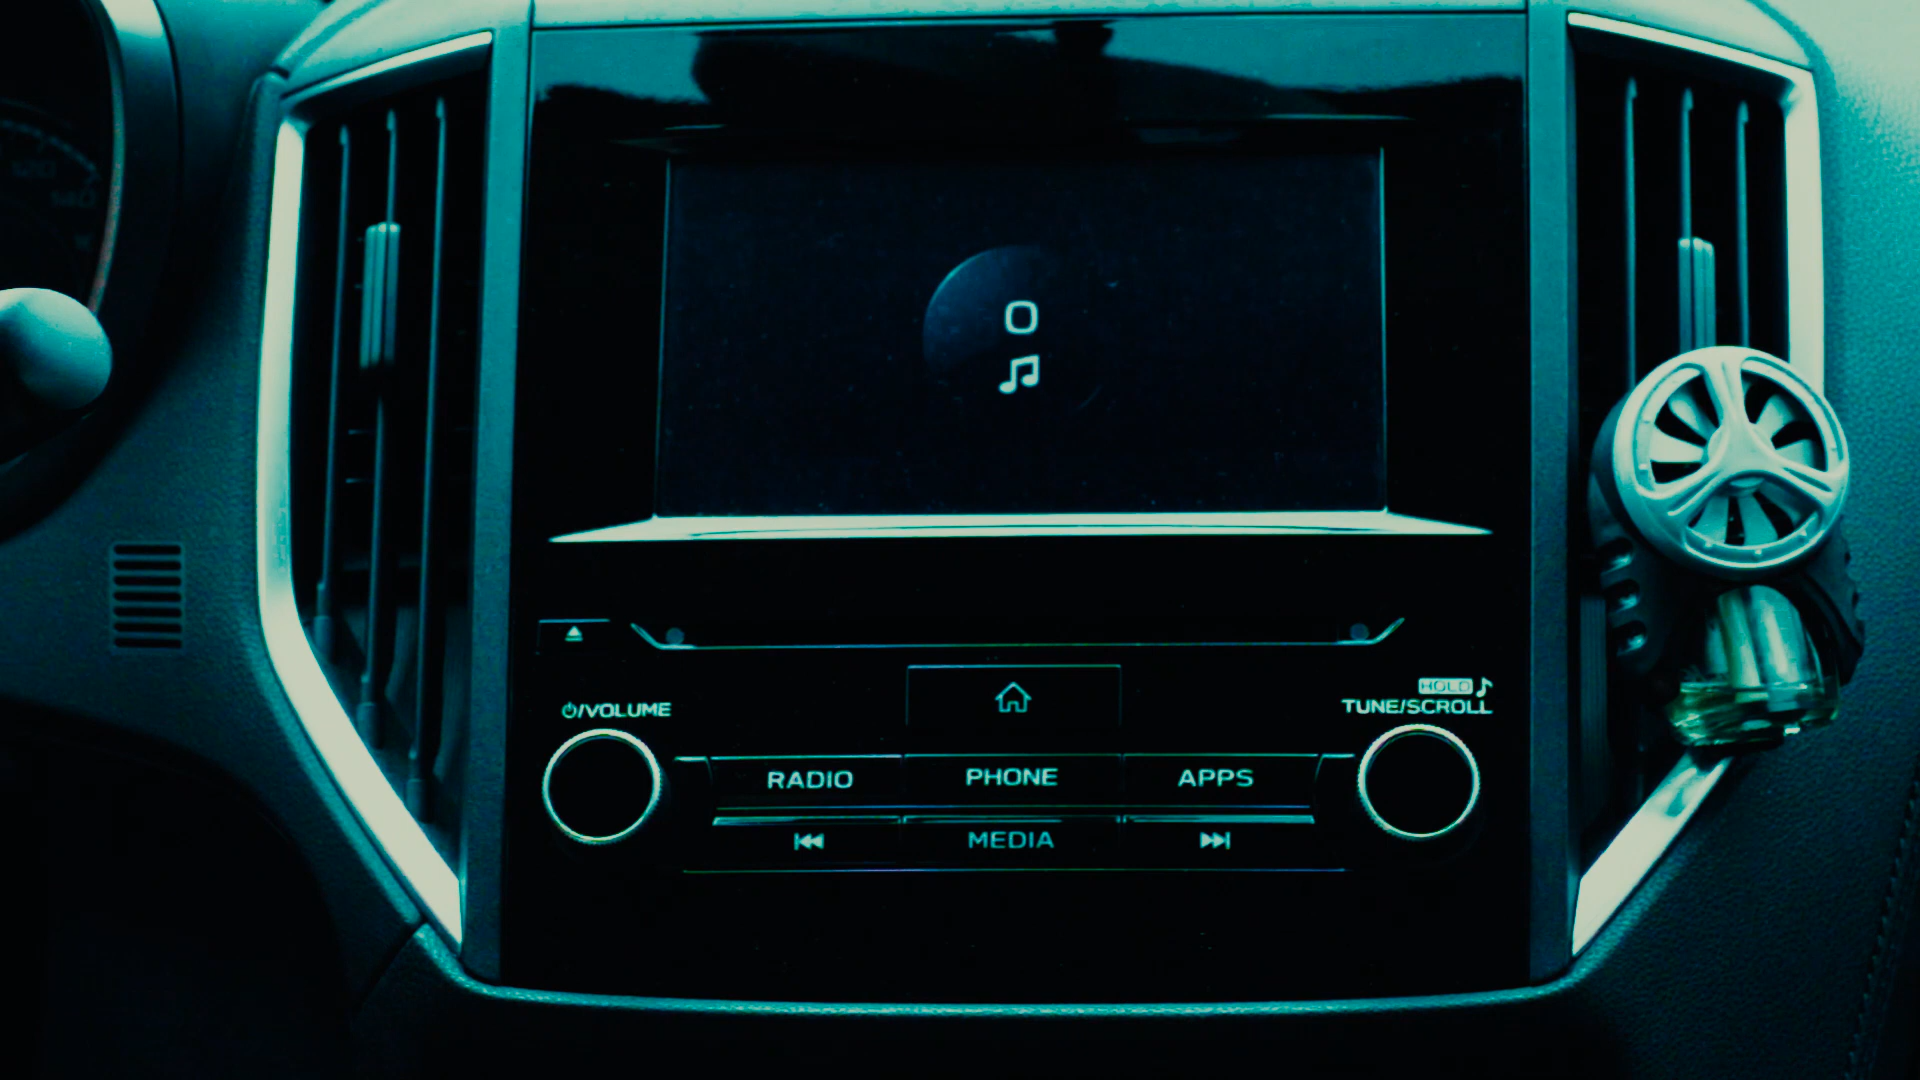 O
HOLD
/VOLUME
TUNE/SCROLL
RADIO
PHONE
APPS
MEDIA